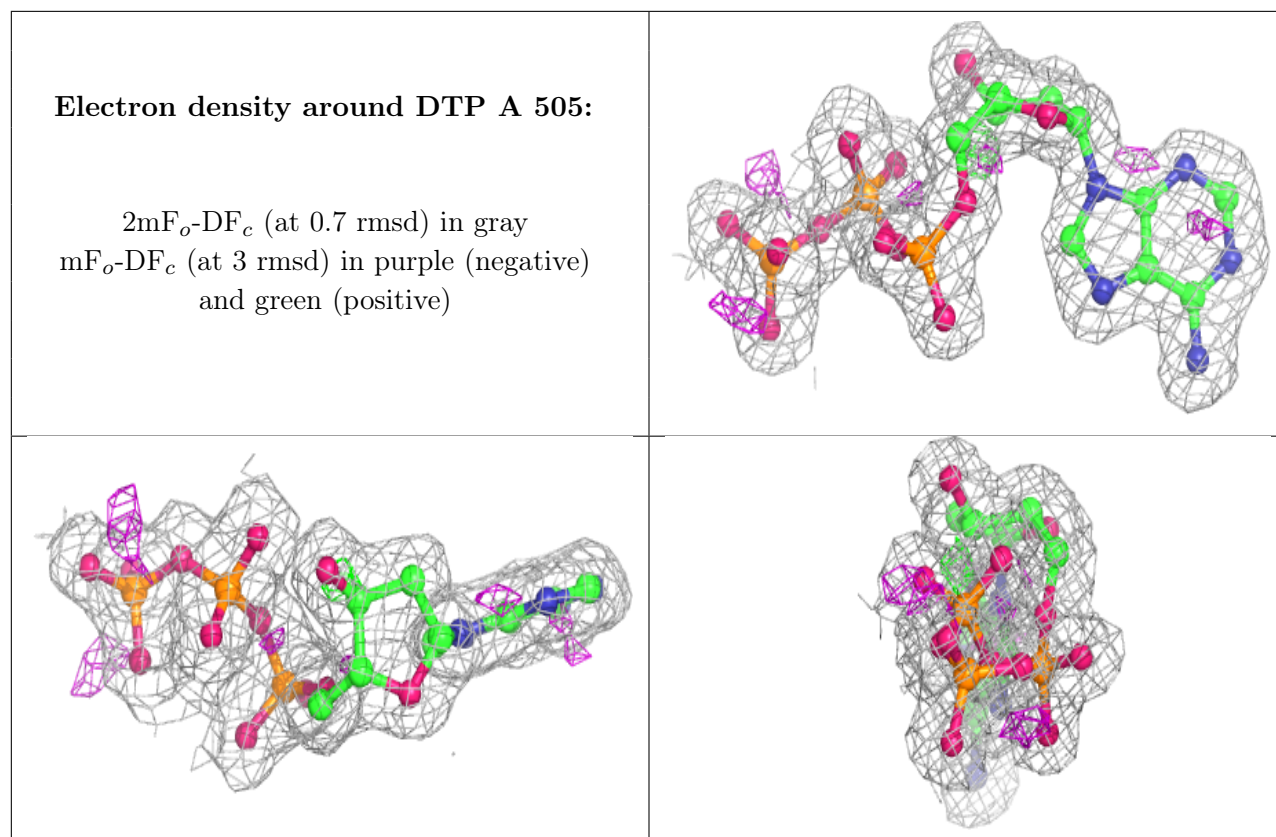 Electron density around DTP A 505:
2mFo-DFc (at 0.7 rmsd) in gray
mFo-DFc (at 3 rmsd) in purple (negative)
and green (positive)